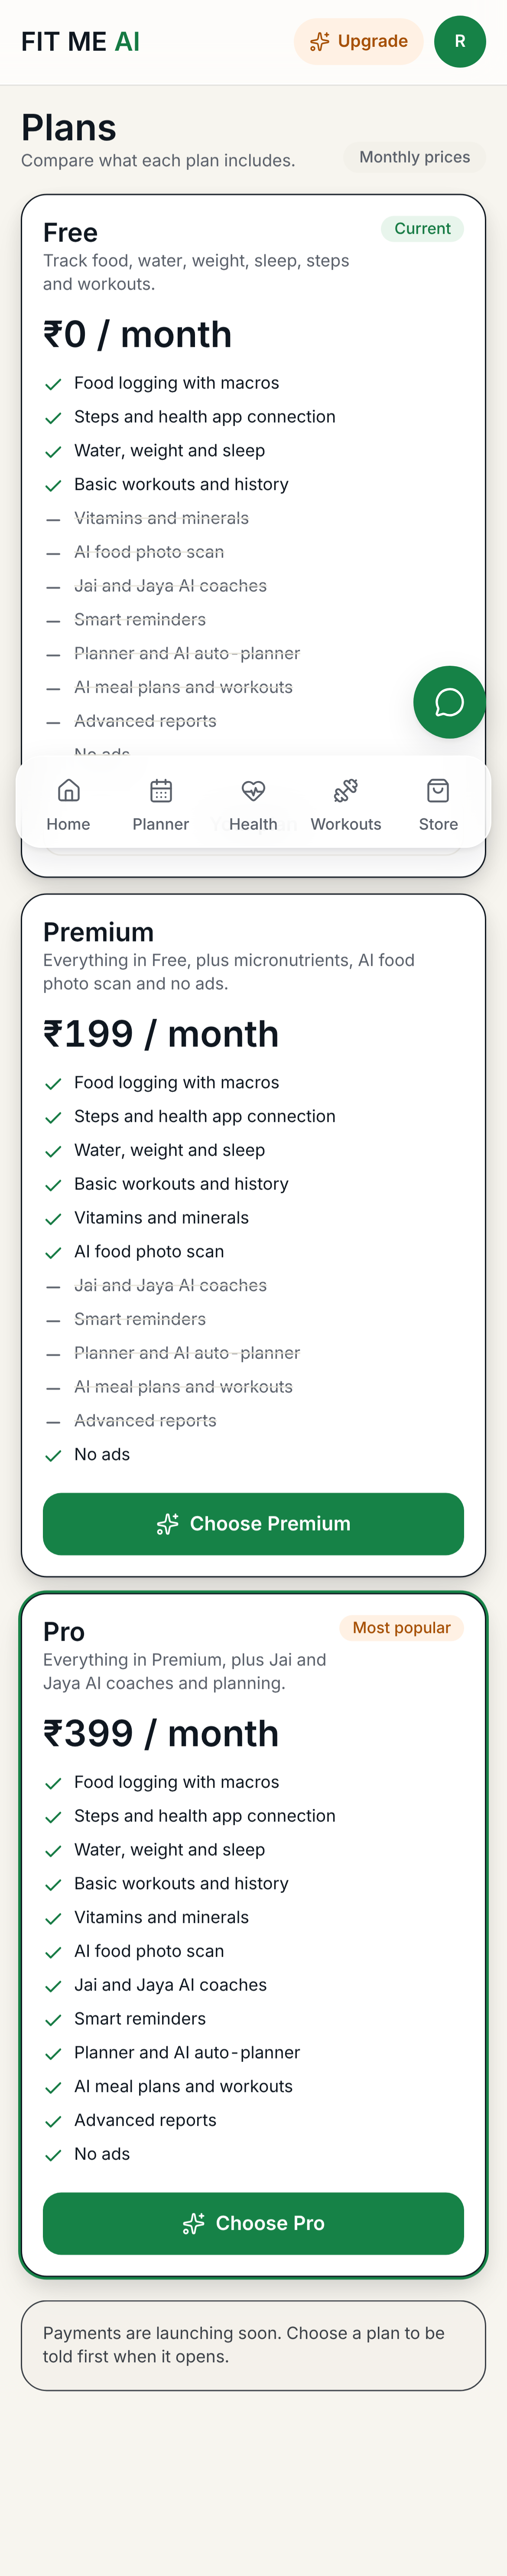 FIT ME AI
Upgrade
R
Plans
Compare what each plan includes.
Monthly prices
Free
Current
Track food, water, weight, sleep, steps
and workouts.
₹0 / month
Food logging with macros
Steps and health app connection
Water, weight and sleep
Basic workouts and history
Vitamins and minerals
AI food photo scan
Jai and Jaya AI coaches
Smart reminders
Planner and AI auto-planner
AI meal plans and workouts
Advanced reports
No ads
Home
Planner
Health
Workouts
Store
Premium
Everything in Free, plus micronutrients, AI food
photo scan and no ads.
₹199 / month
Food logging with macros
Steps and health app connection
Water, weight and sleep
Basic workouts and history
Vitamins and minerals
AI food photo scan
Jai and Jaya AI coaches
Smart reminders
Planner and AI auto-planner
AI meal plans and workouts
Advanced reports
No ads
Choose Premium
Pro
Most popular
Everything in Premium, plus Jai and
Jaya AI coaches and planning.
₹399 / month
Food logging with macros
Steps and health app connection
Water, weight and sleep
Basic workouts and history
Vitamins and minerals
AI food photo scan
Jai and Jaya AI coaches
Smart reminders
Planner and AI auto-planner
AI meal plans and workouts
Advanced reports
No ads
Choose Pro
Payments are launching soon. Choose a plan to be
told first when it opens.